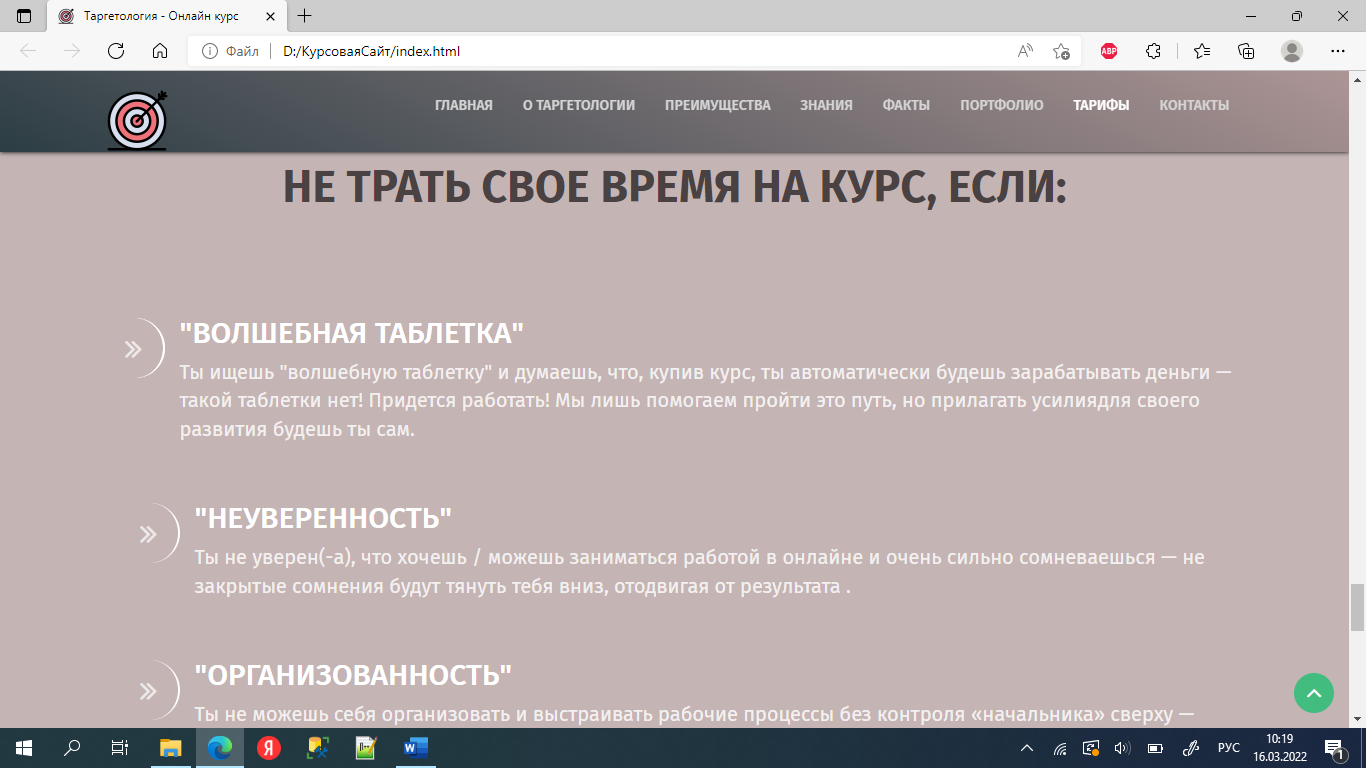 Таргетология - Онлайн курс
Файл
D:/КурсоваяСайт/index.html
A
ABP
ГЛАВНАЯ О ТАРГЕТОЛОГИИ ПРЕИМУЩЕСТВА ЗНАНИЯ ФАКТЫ ПОРТФОЛИО ТАРИФЫ КОНТАКТЫ
НЕ ТРАТЬ СВОЕ ВРЕМЯ НА КУРС, ЕСЛИ:
"ВОЛШЕБНАЯ ТАБЛЕТКА"
Ты ищешь "волшебную таблетку" и думаешь, что, купив курс, ты автоматически будешь зарабатывать деньги —
такой таблетки нет! Придется работать! Мы лишь помогаем пройти это путь, но прилагать усилиядля своего
развития будешь ты сам.
"НЕУВЕРЕННОСТЬ"
Ты не уверен(-а), что хочешь / можешь заниматься работой в онлайне и очень сильно сомневаешься — не
закрытые сомнения будут тянуть тебя вниз, отодвигая от результата .
"ОРГАНИЗОВАННОСТЬ"
Ты не можешь себя организовать и выстраивать рабочие процессы без контроля «начальника» сверху —
Я
W
РУС
10:19
16.03.2022
1